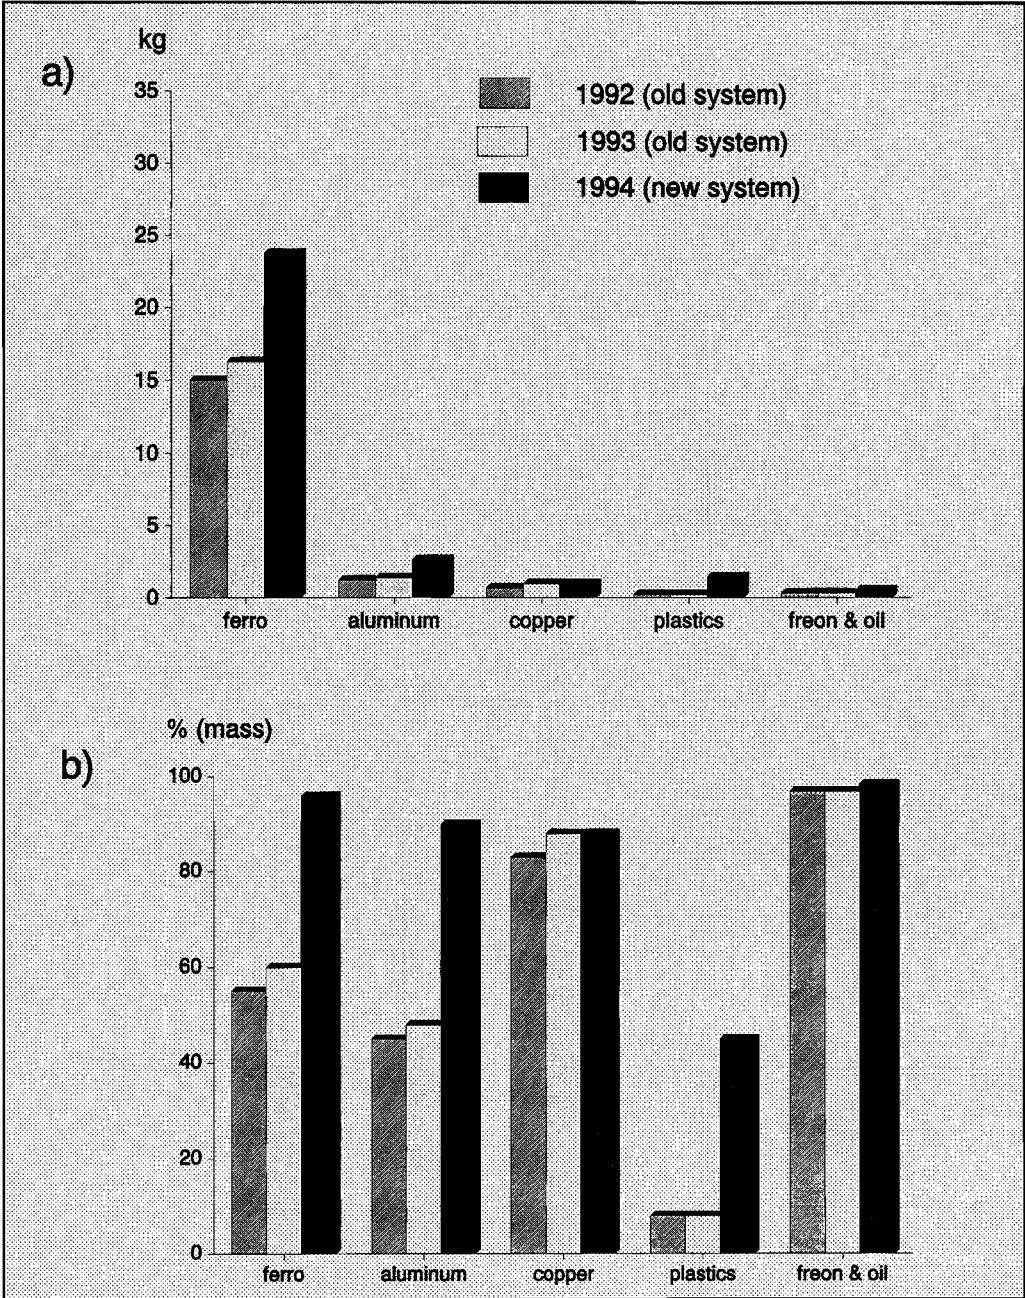 kg
a)
35
1992 (old system)
1993 (old system)
30
1994 (new system)
25
20
15
10
5
0
ferro aluminum copper plastics freon & oil
% (mass)
b)
100
80
60
40
20
0
ferro aluminum copper plastics freon & oil